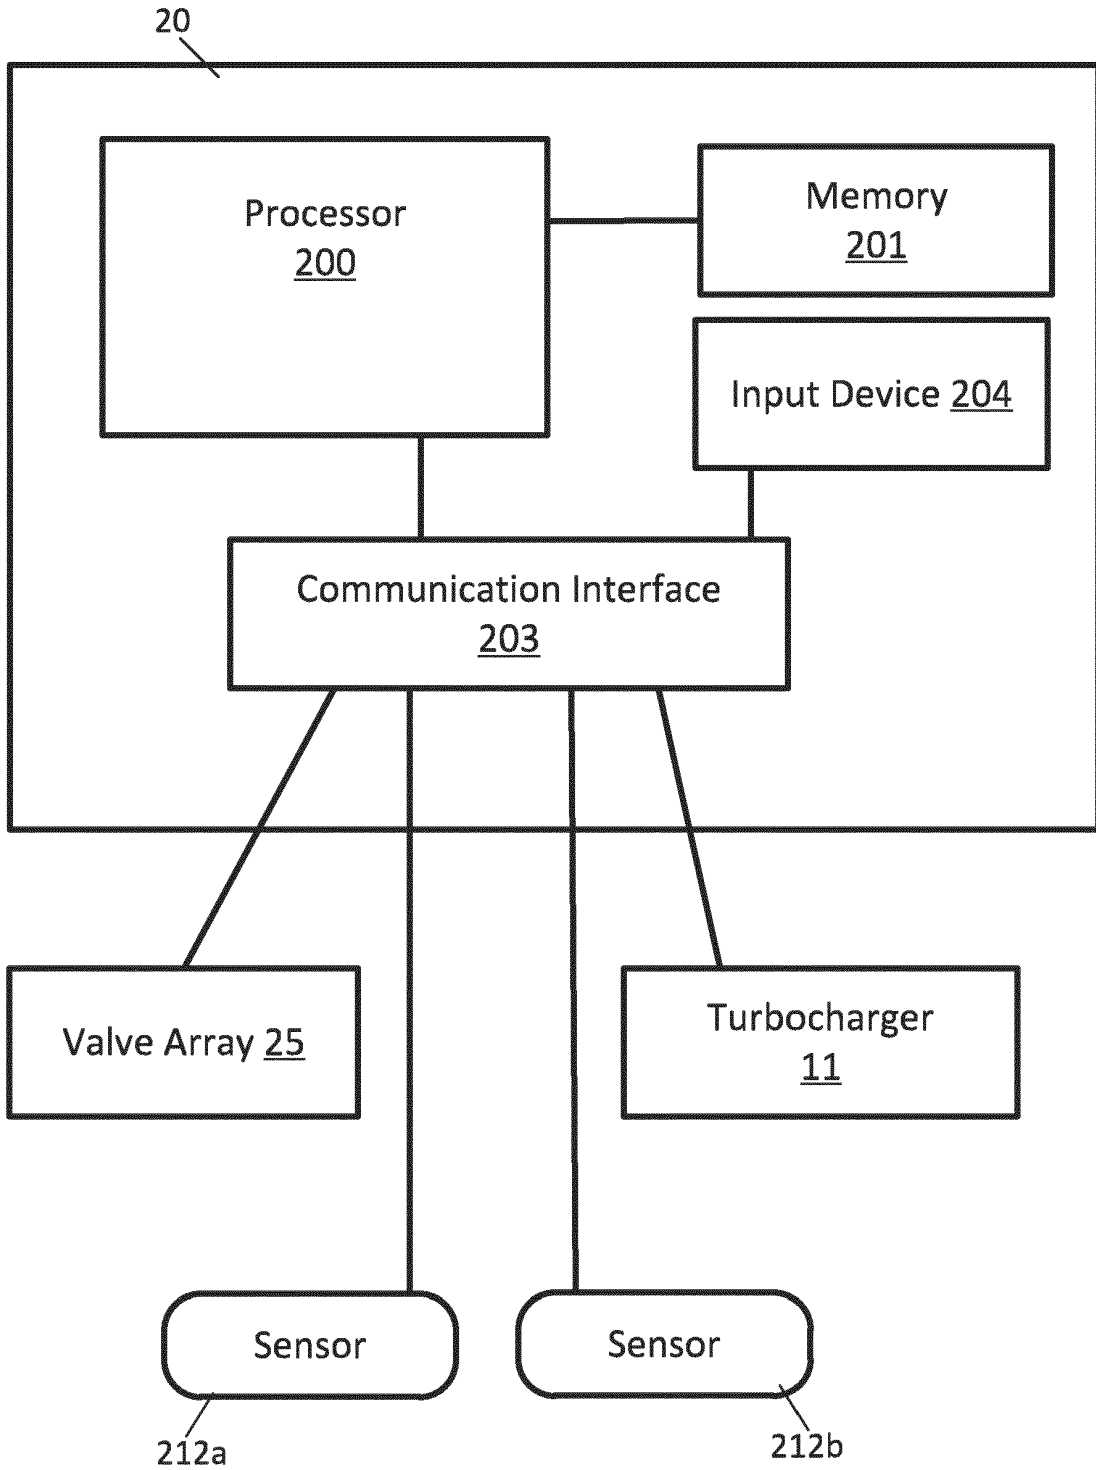 20
Processor
200
Memory
201
Input Device 204
Communication Interface
203
Valve Array 25
Turbocharger
11
Sensor
Sensor
212a
212b